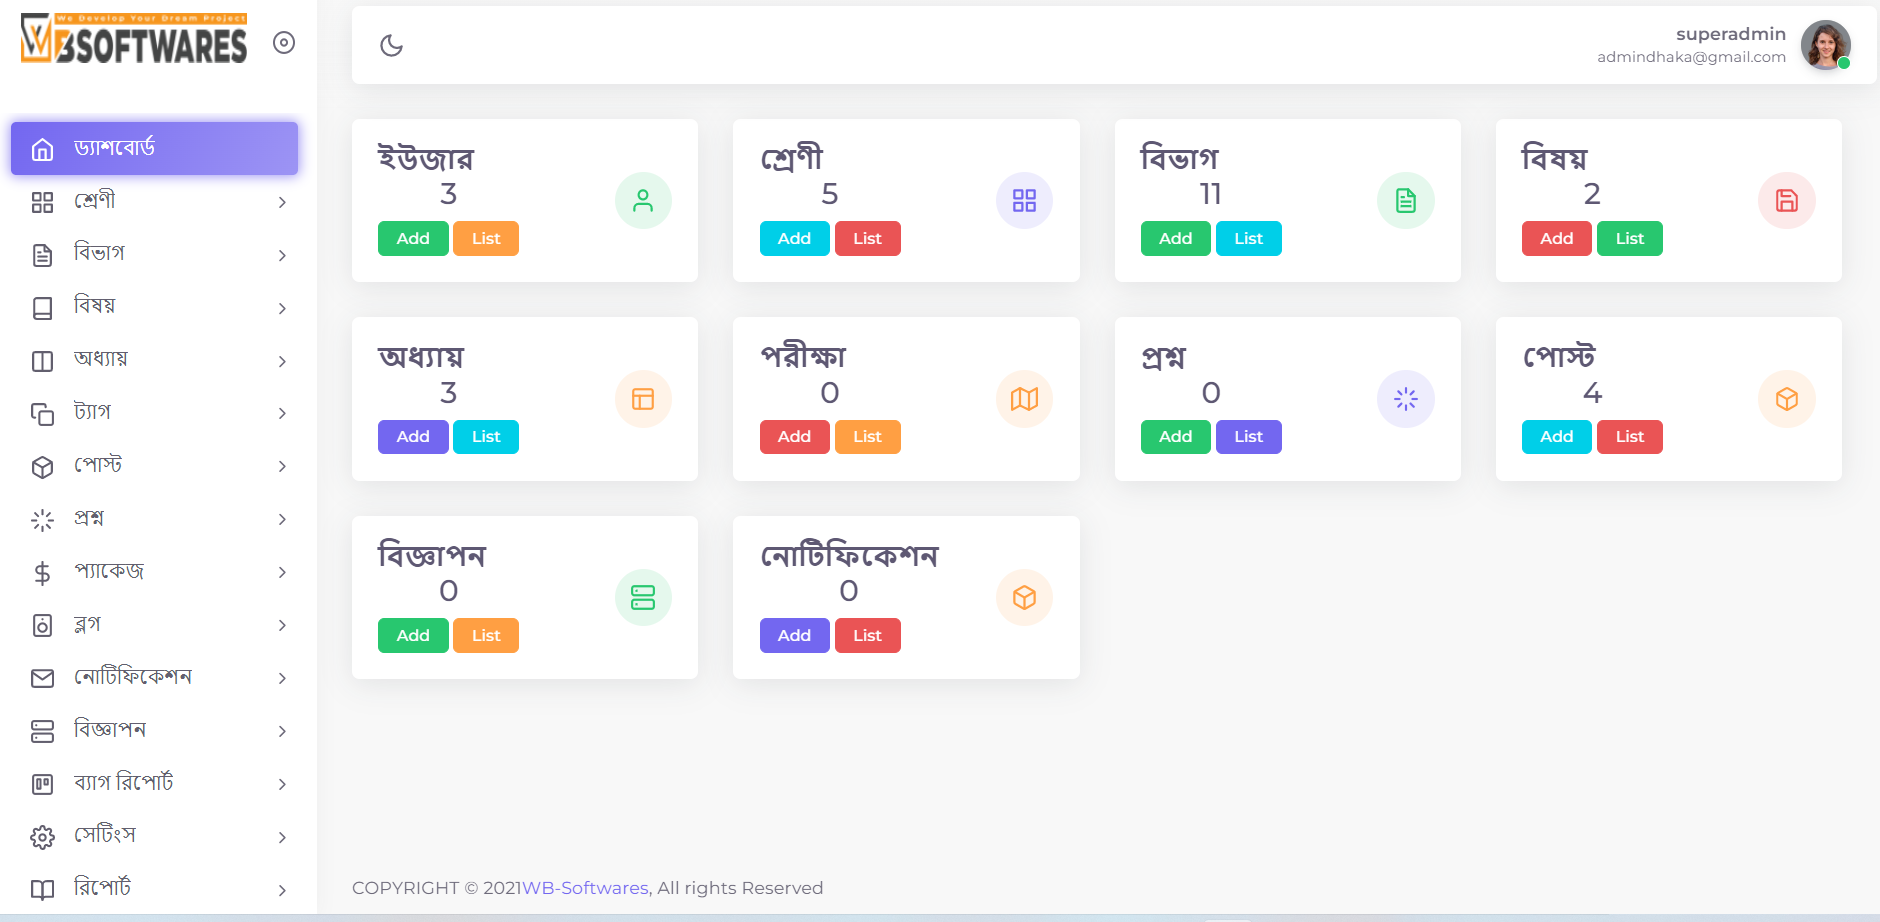 We Develop Your Dream Project
WBSOFTWARES
superadmin
admindhaka@gmail.com
ড্যাশবোর্ড
শ্রেণী
বিভাগ
বিষয়
অধ্যায়
ট্যাগ
পোস্ট
প্রশ্ন
প্যাকেজ
ব্লগ
নোটিফিকেশন
বিজ্ঞাপন
ব্যাগ রিপোর্ট
সেটিংস
রিপোর্ট
ইউজার
3
Add List
শ্রেণী
5
Add List
বিভাগ
11
Add List
বিষয়
2
Add List
অধ্যায়
3
Add List
পরীক্ষা
0
Add List
প্রশ্ন
0
Add List
পোস্ট
4
Add List
বিজ্ঞাপন
0
Add List
নোটিফিকেশন
0
Add List
COPYRIGHT © 2021WB-Softwares, All rights Reserved